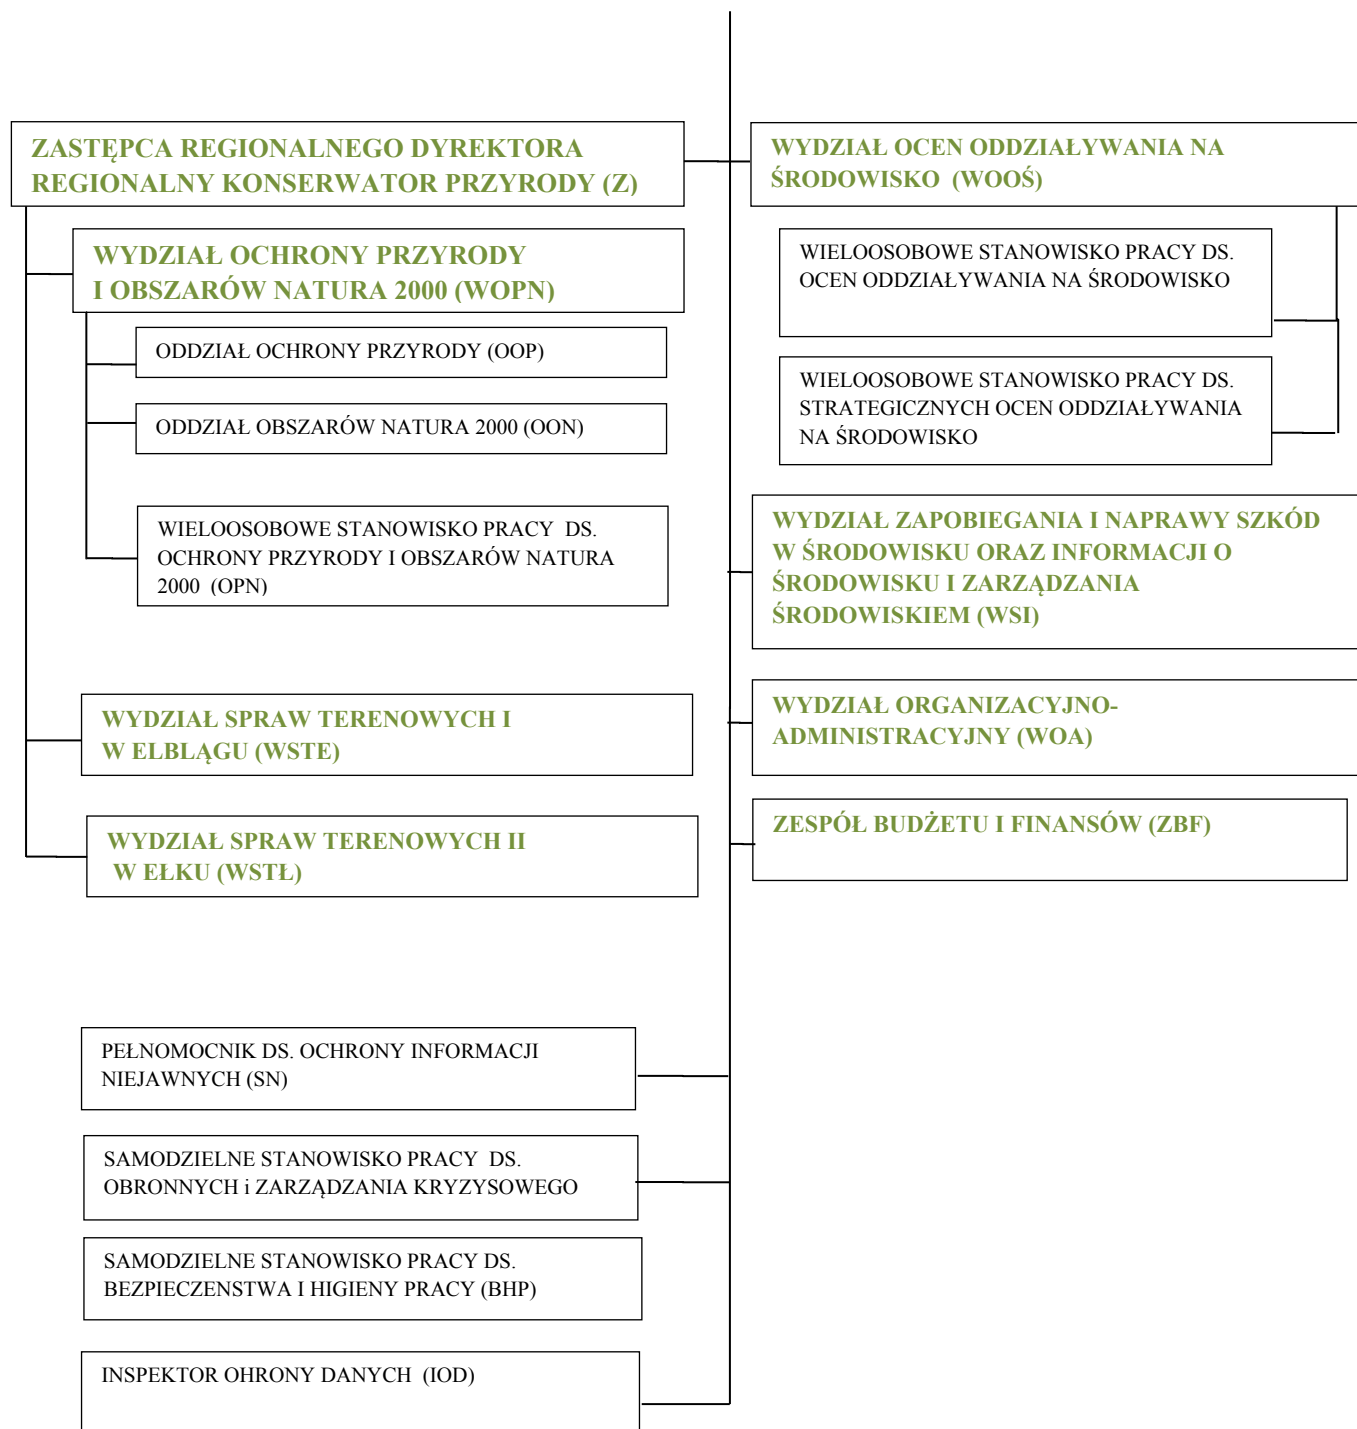 ZASTĘPCA REGIONALNEGO DYREKTORA
REGIONALNY KONSERWATOR PRZYRODY (Z)
WYDZIAŁ OCHRONY PRZYRODY
I OBSZARÓW NATURA 2000 (WOPN)
ODDZIAŁ OCHRONY PRZYRODY (OOP)
ODDZIAŁ OBSZARÓW NATURA 2000 (OON)
WIELOOSOBOWE STANOWISKO PRACY DS.
OCHRONY PRZYRODY I OBSZARÓW NATURA
2000 (OPN)
WYDZIAŁ SPRAW TERENOWYCH I
W ELBLĄGU (WSTE)
WYDZIAŁ SPRAW TERENOWYCH II
W EŁKU (WSTŁ)
WYDZIAŁ OCEN ODDZIAŁYWANIA NA
ŚRODOWISKO (WOOŚ)
WIELOOSOBOWE STANOWISKO PRACY DS.
OCEN ODDZIAŁYWANIA NA ŚRODOWISKO
WIELOOSOBOWE STANOWISKO PRACY DS.
STRATEGICZNYCH OCEN ODDZIAŁYWANIA
NA ŚRODOWISKO
WYDZIAŁ ZAPOBIEGANIA I NAPRAWY SZKÓD
W ŚRODOWISKU ORAZ INFORMACJI O
ŚRODOWISKU I ZARZĄDZANIA
ŚRODOWISKIEM (WSI)
WYDZIAŁ ORGANIZACYJNO-
ADMINISTRACYJNY (WOA)
ZESPÓŁ BUDŻETU I FINANSÓW (ZBF)
PEŁNOMOCNIK DS. OCHRONY INFORMACJI
NIEJAWNYCH (SN)
SAMODZIELNE STANOWISKO PRACY DS.
OBRONNYCH i ZARZĄDZANIA KRYZYSOWEGO
SAMODZIELNE STANOWISKO PRACY DS.
BEZPIECZENSTWA I HIGIENY PRACY (BHP)
INSPEKTOR OHRONY DANYCH (IOD)